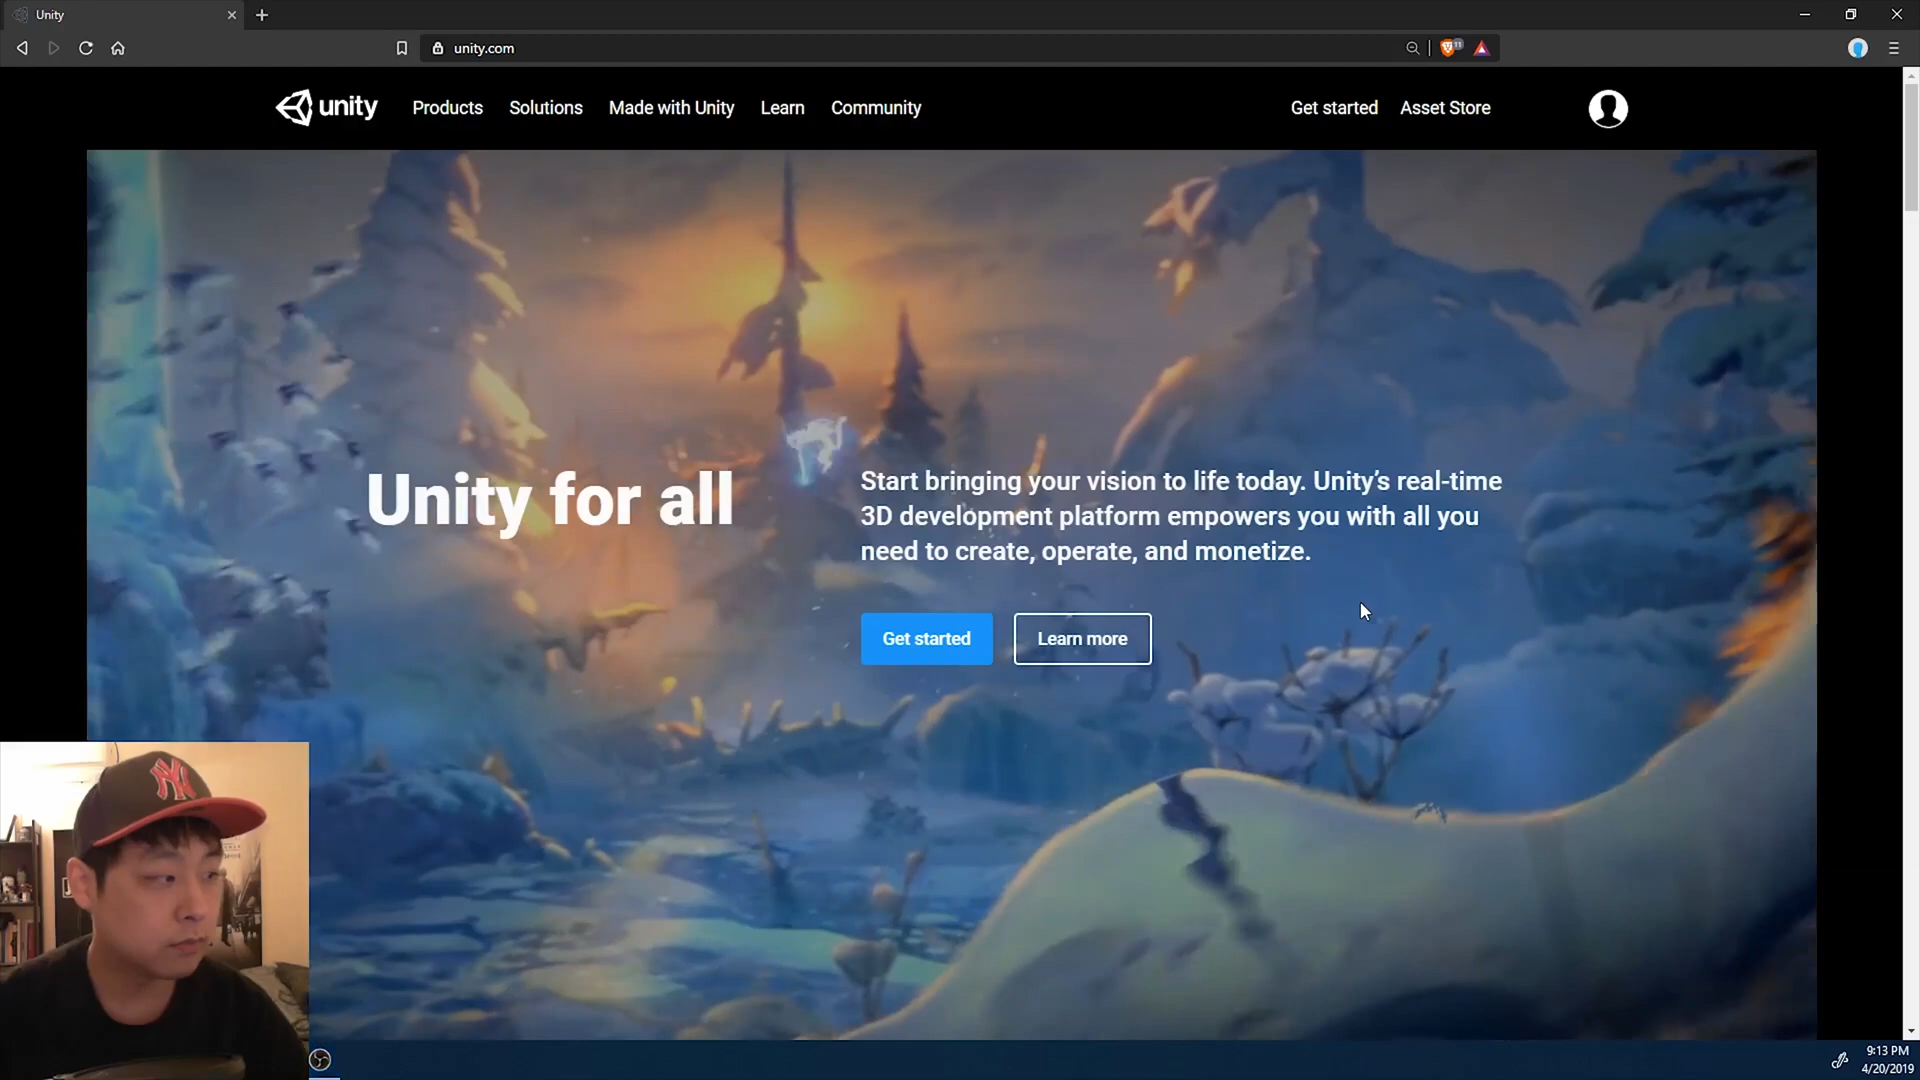 Unity
unity.com
11
unity
Products
Solutions
Made with Unity
Learn
Community
Get started
Asset Store
Unity for all
Start bringing your vision to life today. Unity’s real-time
3D development platform empowers you with all you
need to create, operate, and monetize.
Get started
Learn more
NY
9:13 PM
4/20/2019